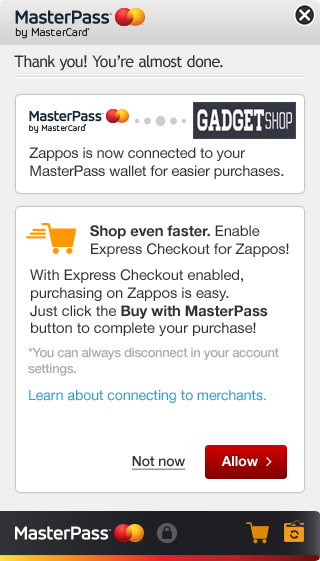 MasterPass
by MasterCard®
Thank you! You're almost done.
MasterPass
by MasterCard®
GADGETSHOP
Zappos is now connected to your
MasterPass wallet for easier purchases.
Shop even faster. Enable
Express Checkout for Zappos!
With Express Checkout enabled,
purchasing on Zappos is easy.
Just click the Buy with MasterPass
button to complete your purchase!
*You can always disconnect in your account
settings.
Learn about connecting to merchants.
Not now
Allow
MasterPass